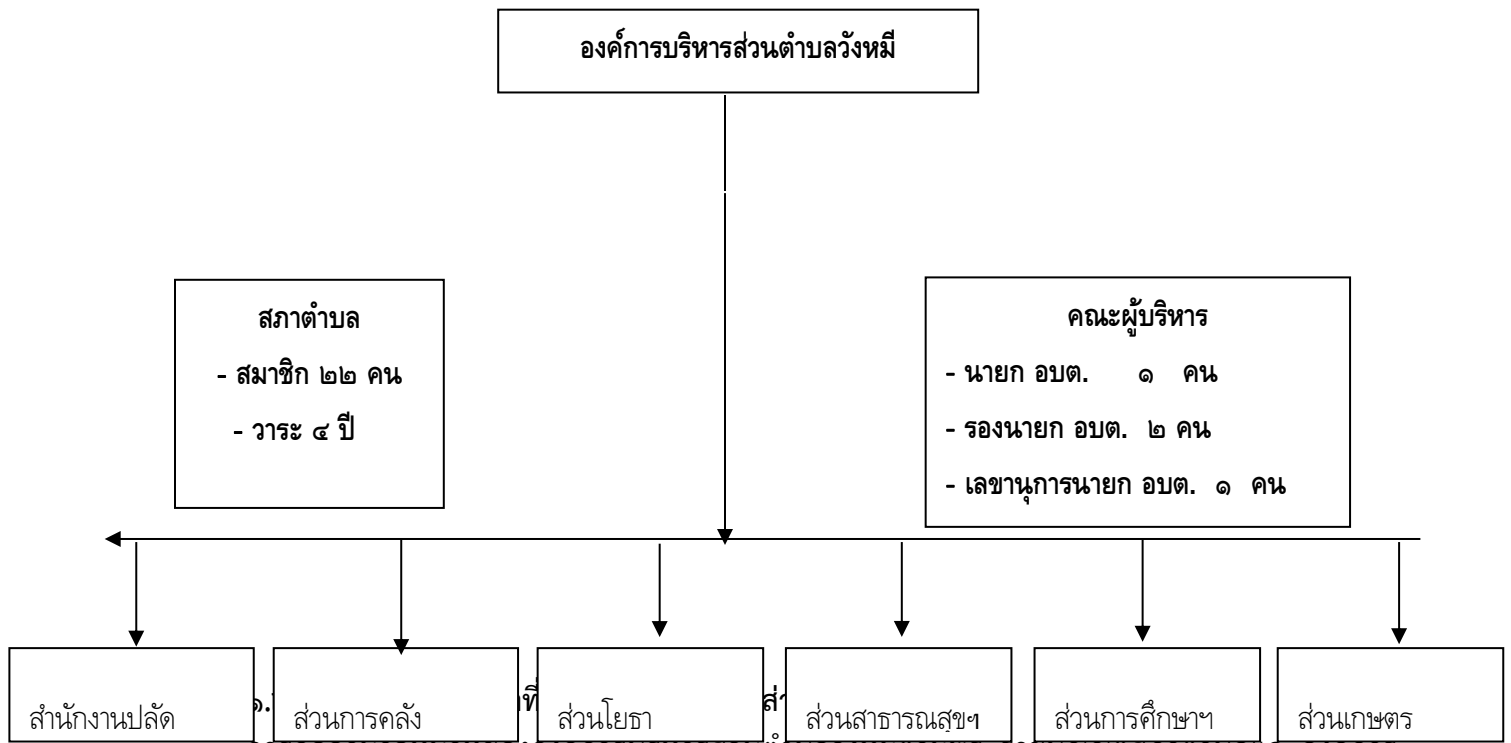 องค์การบริหารส่วนตำบลวังหมี
สภาตำบล
- สมาชิก ๒๒ คน
- วาระ ๔ ปี
คณะผู้บริหาร
- นายก อบต. ๑ คน
- รองนายก อบต. ๒ คน
- เลขานุการนายก อบต. ๑ คน
สำนักงานปลัด
ส่วนการคลัง
ส่วนโยธา
ส่วนสาธารณสุขฯ
ส่วนการศึกษาฯ
ส่วนเกษตร